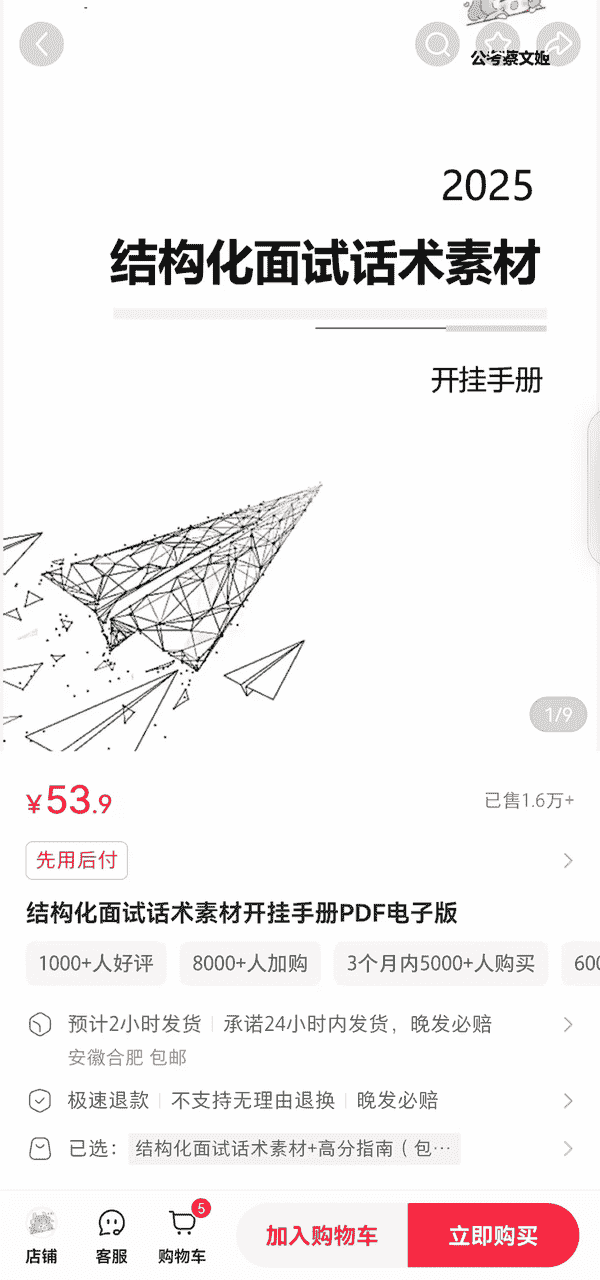 公考蔡文姬
2025
结构化面试话术素材
开挂手册
1/9
¥53.9
已售1.6万+
先用后付
结构化面试话术素材开挂手册PDF电子版
1000+人好评
8000+人加购
3个月内5000+人购买
600
预计2小时发货 | 承诺24小时内发货，晚发必赔
安徽合肥 包邮
极速退款 | 不支持无理由退换 | 晚发必赔
已选： 结构化面试话术素材+高分指南（包…
5
店铺
客服
购物车
加入购物车
立即购买